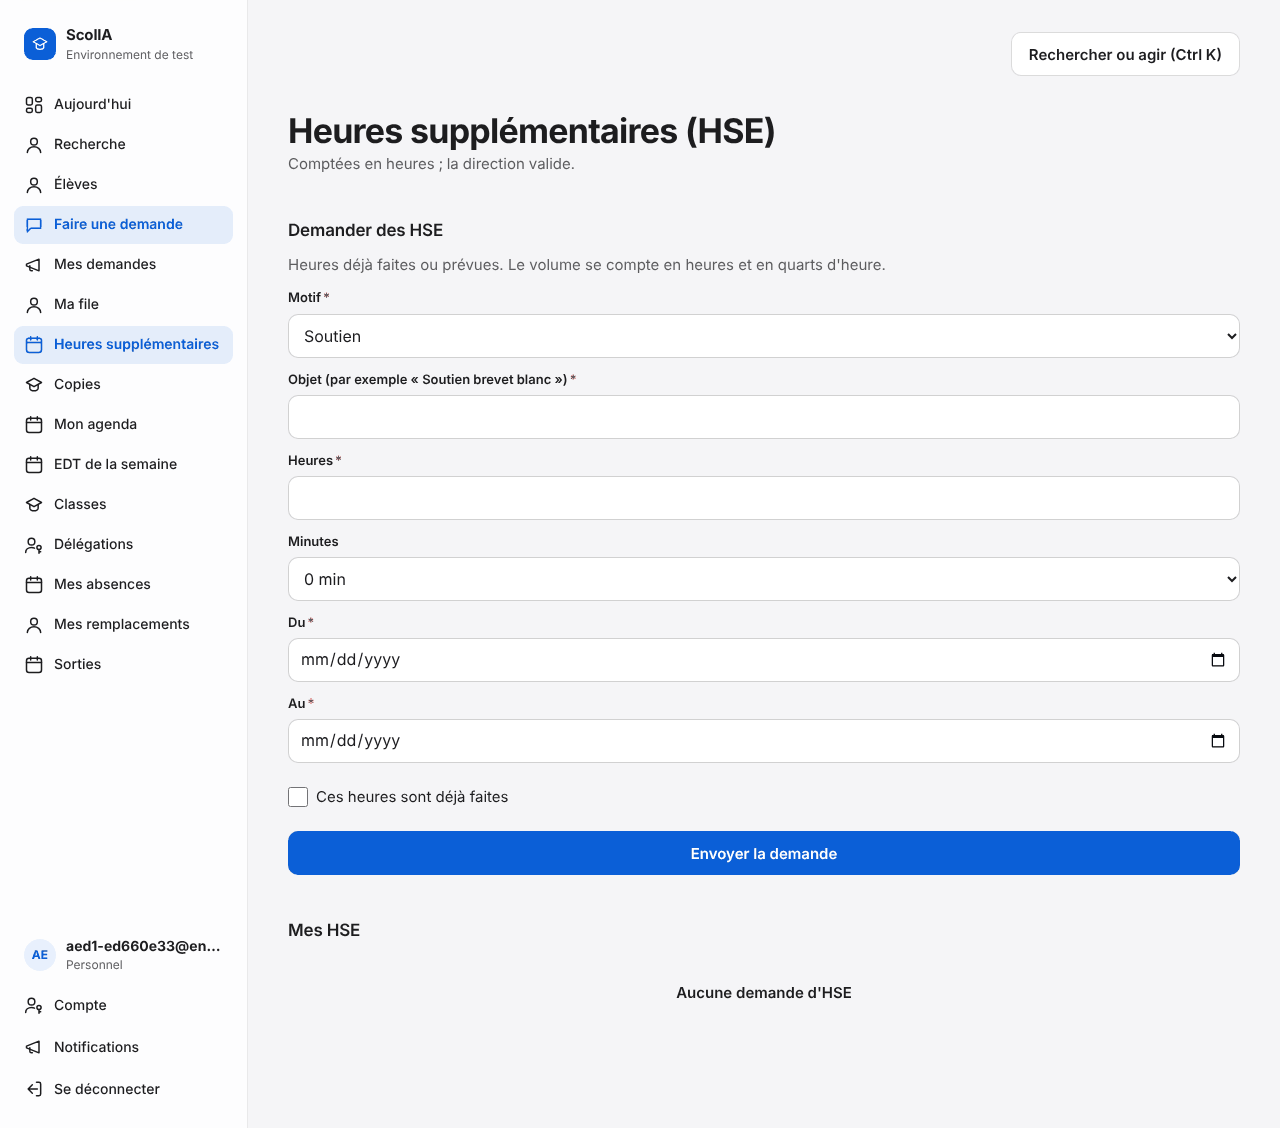 ScolIA
Environnement de test
Aujourd'hui
Recherche
Élèves
Faire une demande
Mes demandes
Ma file
Heures supplémentaires
Copies
Mon agenda
EDT de la semaine
Classes
Délégations
Mes absences
Mes remplacements
Sorties
AE
aed1-ed660e33@en...
Personnel
Compte
Notifications
Se déconnecter
Rechercher ou agir (Ctrl K)
Heures supplémentaires (HSE)
Comptées en heures ; la direction valide.
Demander des HSE
Heures déjà faites ou prévues. Le volume se compte en heures et en quarts d'heure.
Motif *
Soutien
Objet (par exemple « Soutien brevet blanc ») *
Heures *
Minutes
0 min
Du *
mm/dd/yyyy
Au *
mm/dd/yyyy
Ces heures sont déjà faites
Envoyer la demande
Mes HSE
Aucune demande d'HSE